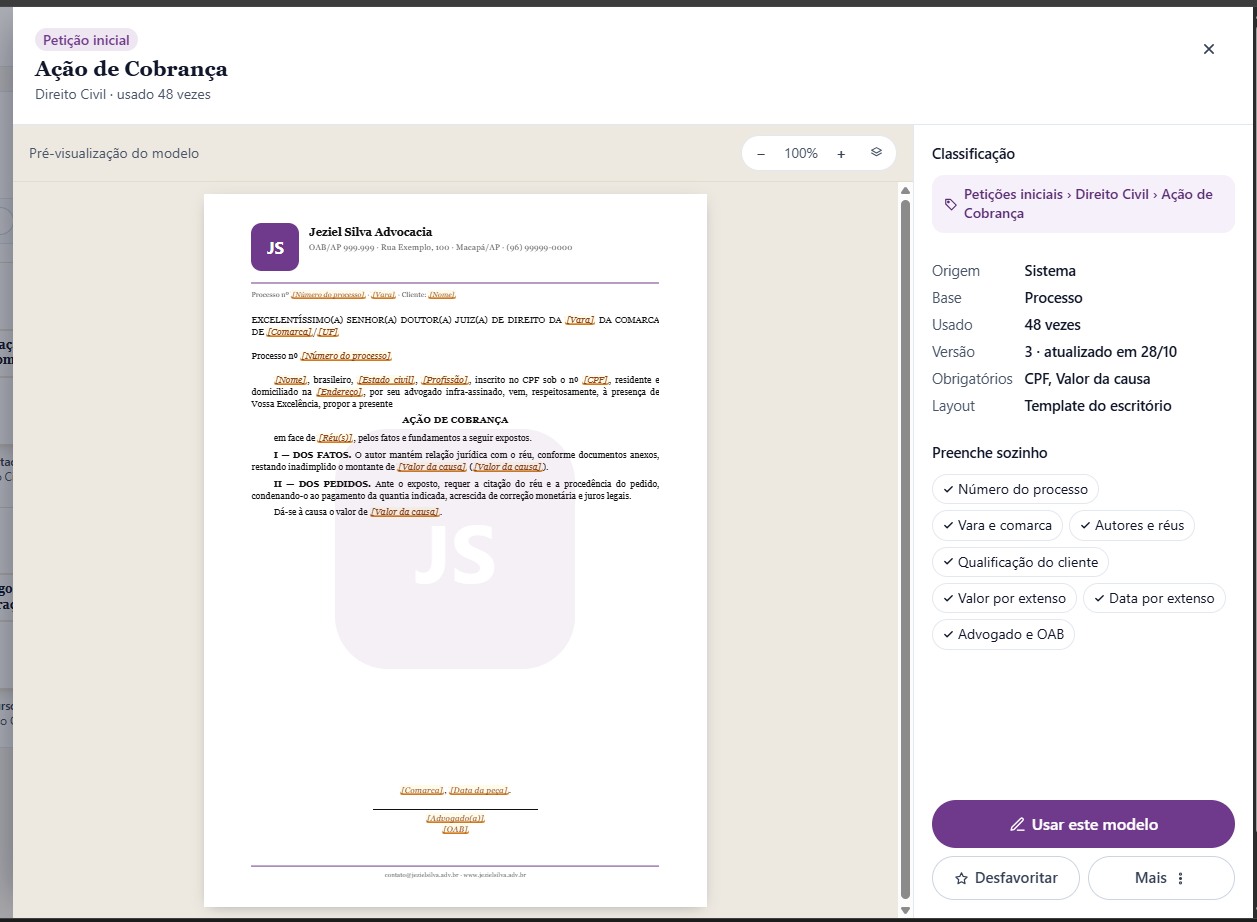 Petição inicial
Ação de Cobrança
Direito Civil · usado 48 vezes
Pré-visualização do modelo
− 100% +
JS
Jeziel Silva Advocacia
OAB/AP 999.999 · Rua Exemplo, 100 · Macapá/AP · (96) 99999-0000
Processo nº [Número do processo], · [Vara], · Cliente: [Nome],
EXCELENTÍSSIMO(A) SENHOR(A) DOUTOR(A) JUIZ(A) DE DIREITO DA [Vara], DA COMARCA
DE [Comarca],/[UF],
Processo nº [Número do processo],
[Nome],, brasileiro, [Estado civil],, [Profissão],, inscrito no CPF sob o nº [CPF],, residente e
domiciliado na [Endereço],, por seu advogado infra-assinado, vem, respeitosamente, à presença de
Vossa Excelência, propor a presente
AÇÃO DE COBRANÇA
em face de [Réu(s)],, pelos fatos e fundamentos a seguir expostos.
I — DOS FATOS. O autor mantém relação jurídica com o réu, conforme documentos anexos,
restando inadimplido o montante de [Valor da causa], ([Valor da causa],).
II — DOS PEDIDOS. Ante o exposto, requer a citação do réu e a procedência do pedido,
condenando-o ao pagamento da quantia indicada, acrescida de correção monetária e juros legais.
Dá-se à causa o valor de [Valor da causa],.
JS
[Comarca],, [Data da peça],.
[Advogado(a)],
[OAB],
contato@jezielsilva.adv.br · www.jezielsilva.adv.br
Classificação
Petições iniciais › Direito Civil › Ação de
Cobrança
Origem Sistema
Base Processo
Usado 48 vezes
Versão 3 · atualizado em 28/10
Obrigatórios CPF, Valor da causa
Layout Template do escritório
Preenche sozinho
Número do processo
Vara e comarca Autores e réus
Qualificação do cliente
Valor por extenso Data por extenso
Advogado e OAB
Usar este modelo
Desfavoritar Mais